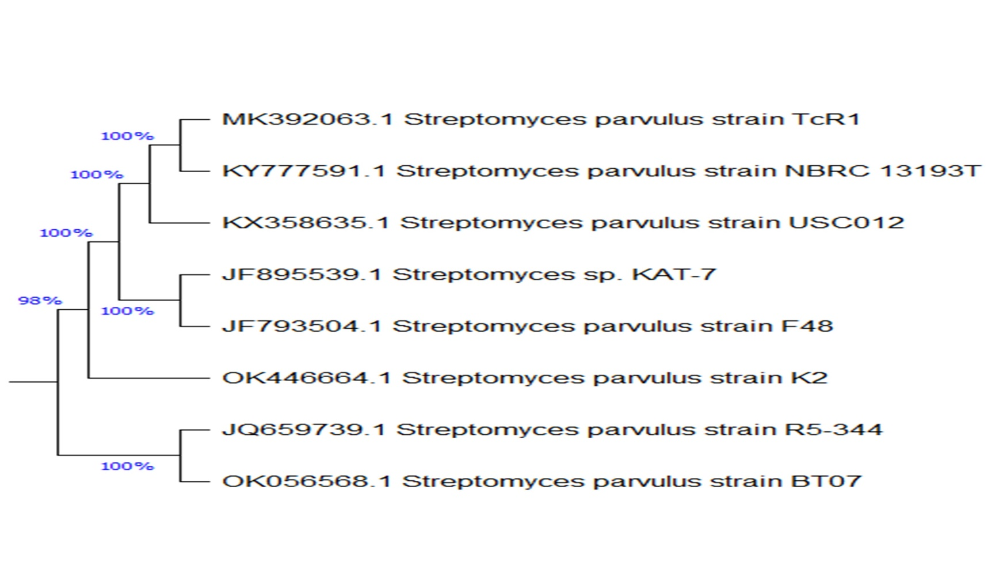 MK392063.1 Streptomyces parvulus strain TcR1
100%
KY777591.1 Streptomyces parvulus strain NBRC 13193T
100%
KX358635.1 Streptomyces parvulus strain USC012
100%
JF895539.1 Streptomyces sp. KAT-7
98%
100%
JF793504.1 Streptomyces parvulus strain F48
OK446664.1 Streptomyces parvulus strain K2
JQ659739.1 Streptomyces parvulus strain R5-344
100%
OK056568.1 Streptomyces parvulus strain BT07